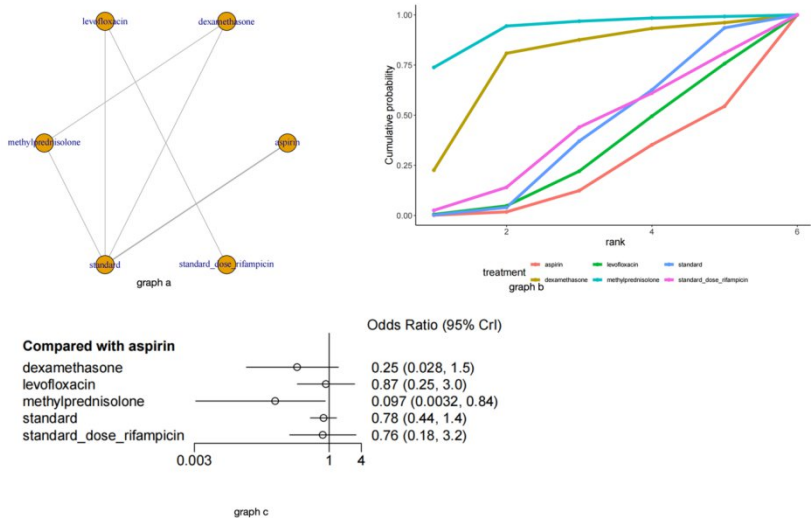 levofloxacin
dexamethasone
methylprednisolone
aspirin
standard
standard_dose_rifampicin
graph a
1.00
0.75
0.50
0.25
0.00
Cumulative probability
2
4
6
rank
treatment
aspirin
levofloxacin
standard
dexamethasone
methylprednisolone
standard_dose_rifampicin
graph b
Odds Ratio (95% CrI)
Compared with aspirin
dexamethasone 0.25 (0.028, 1.5)
levofloxacin 0.87 (0.25, 3.0)
methylprednisolone 0.097 (0.0032, 0.84)
standard 0.78 (0.44, 1.4)
standard_dose_rifampicin 0.76 (0.18, 3.2)
0.003 1 4
graph c